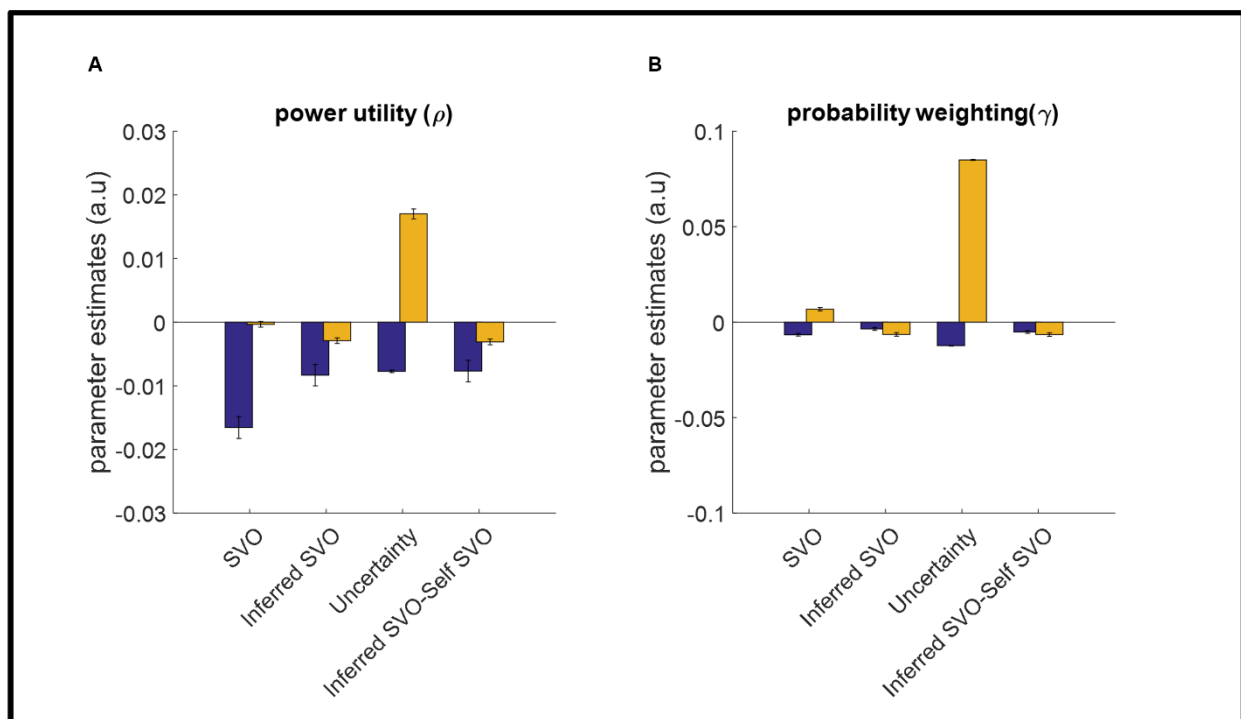 A
power utility (ρ)
0.03
0.02
0.01
0
-0.01
-0.02
-0.03
parameter estimates (a.u)
SVO
Inferred SVO
Uncertainty
Inferred SVO-Self SVO
B
probability weighting(γ)
0.1
0.05
0
-0.05
-0.1
parameter estimates (a.u)
SVO
Inferred SVO
Uncertainty
Inferred SVO-Self SVO